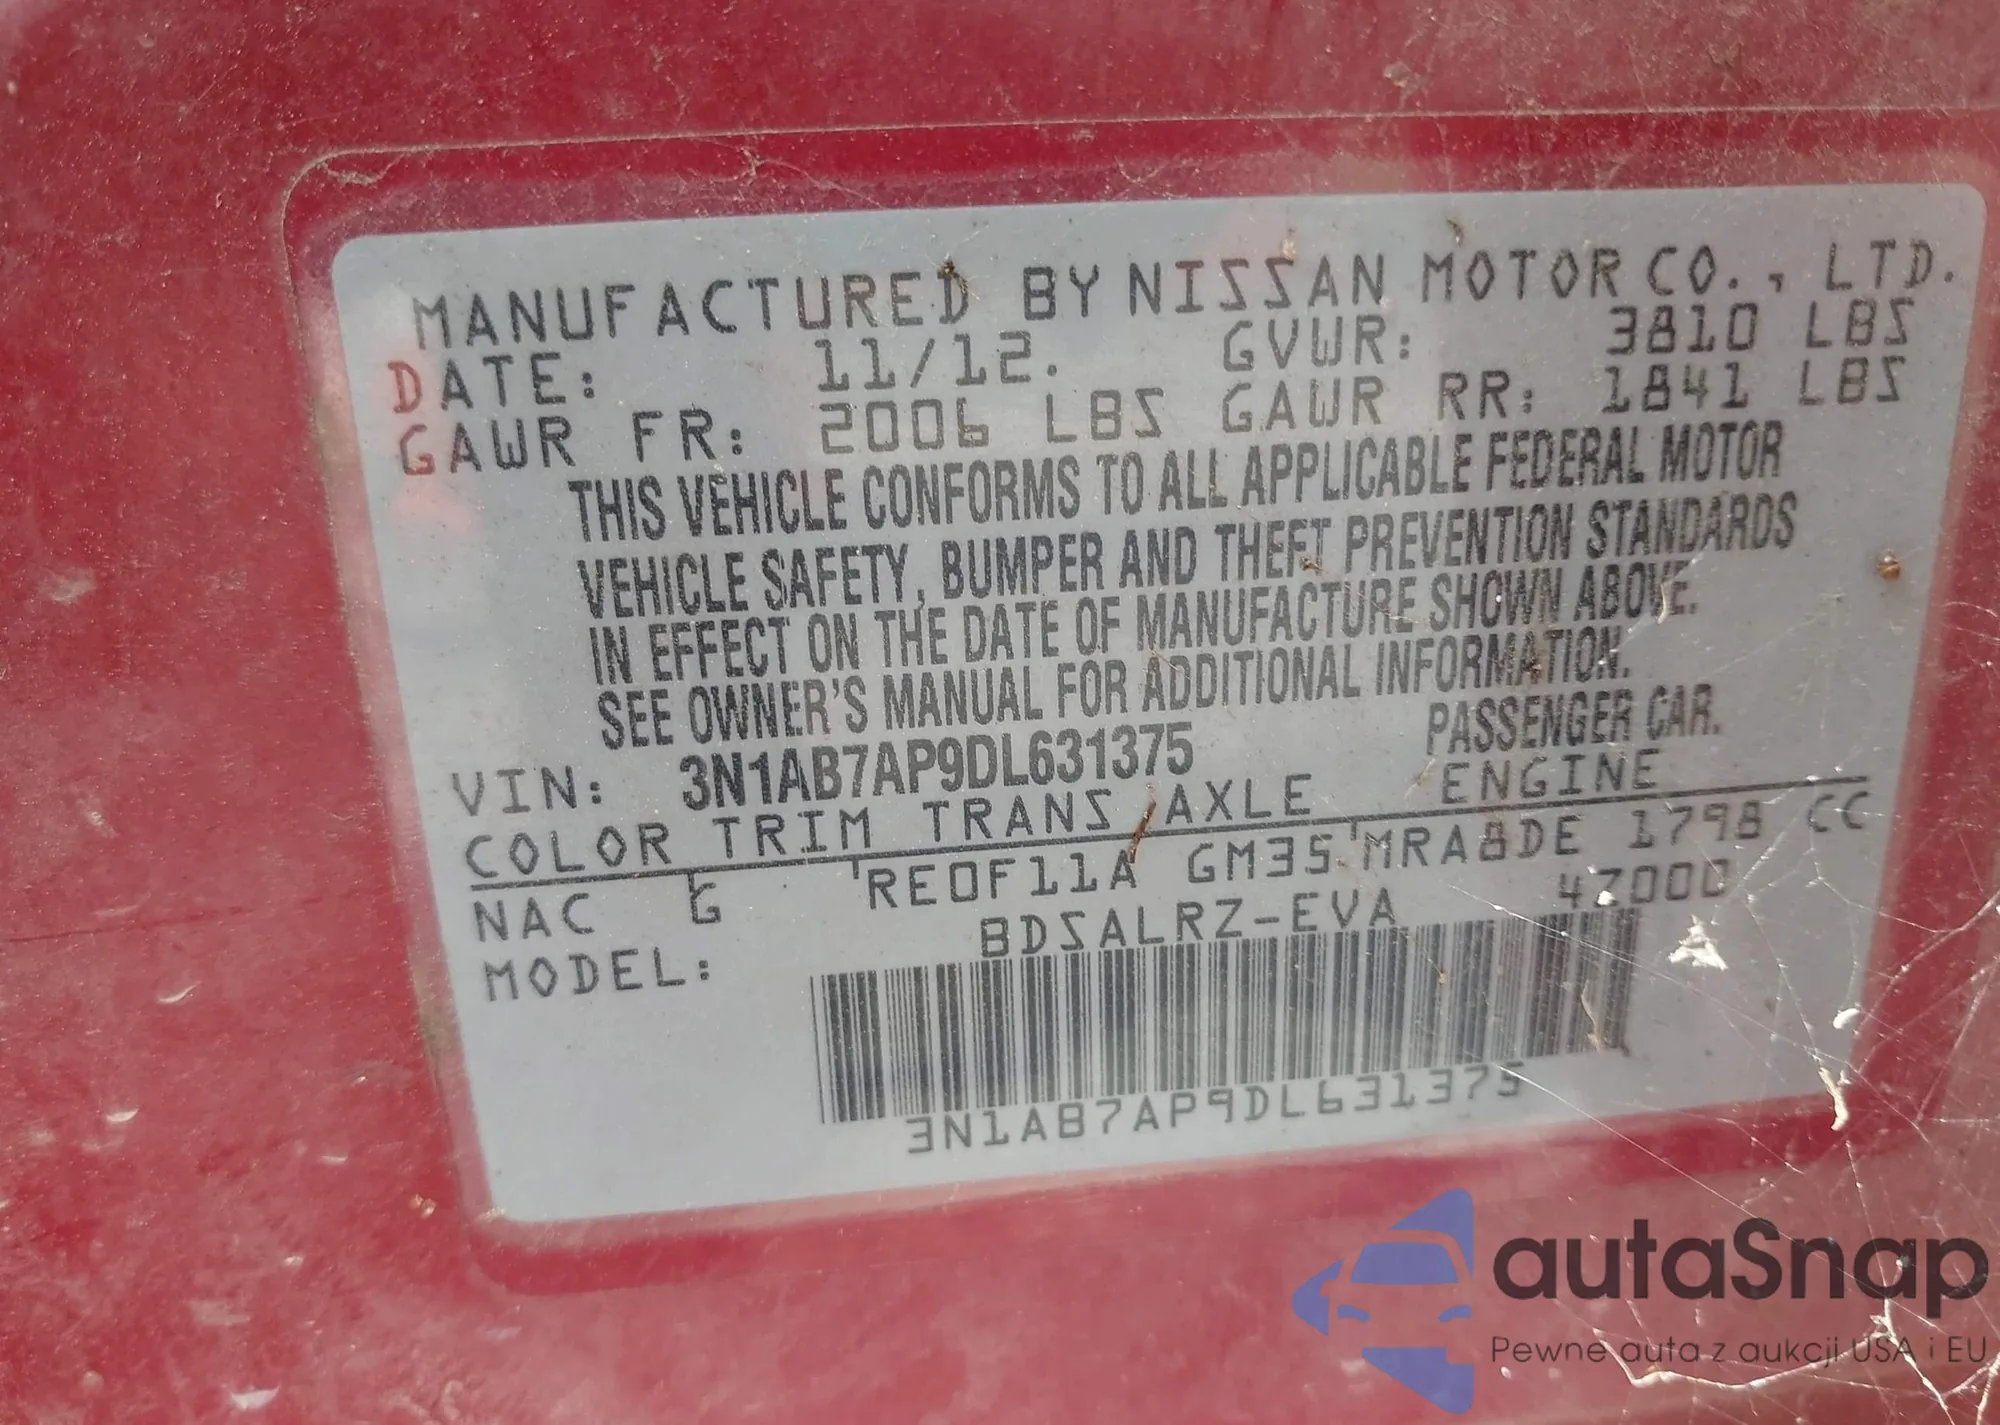 MANUFACTURED BY NISSAN MOTOR CO., LTD.
DATE: 11/12. GVWR: 3810 LBS
GAWR FR: 2006 LBS GAWR RR: 1841 LBS
THIS VEHICLE CONFORMS TO ALL APPLICABLE FEDERAL MOTOR
VEHICLE SAFETY, BUMPER AND THEFT PREVENTION STANDARDS
IN EFFECT ON THE DATE OF MANUFACTURE SHOWN ABOVE.
SEE OWNER'S MANUAL FOR ADDITIONAL INFORMATION.
VIN: 3N1AB7AP9DL631375 PASSENGER CAR.
COLOR TRIM TRANS AXLE ENGINE
NAC G RE0F11A GM35 MRA8DE 1798 CC
MODEL: BDSALRZ-EVA 4Z000
3N1AB7AP9DL631375
autaSnap
Pewne auta z aukcji USA i EU